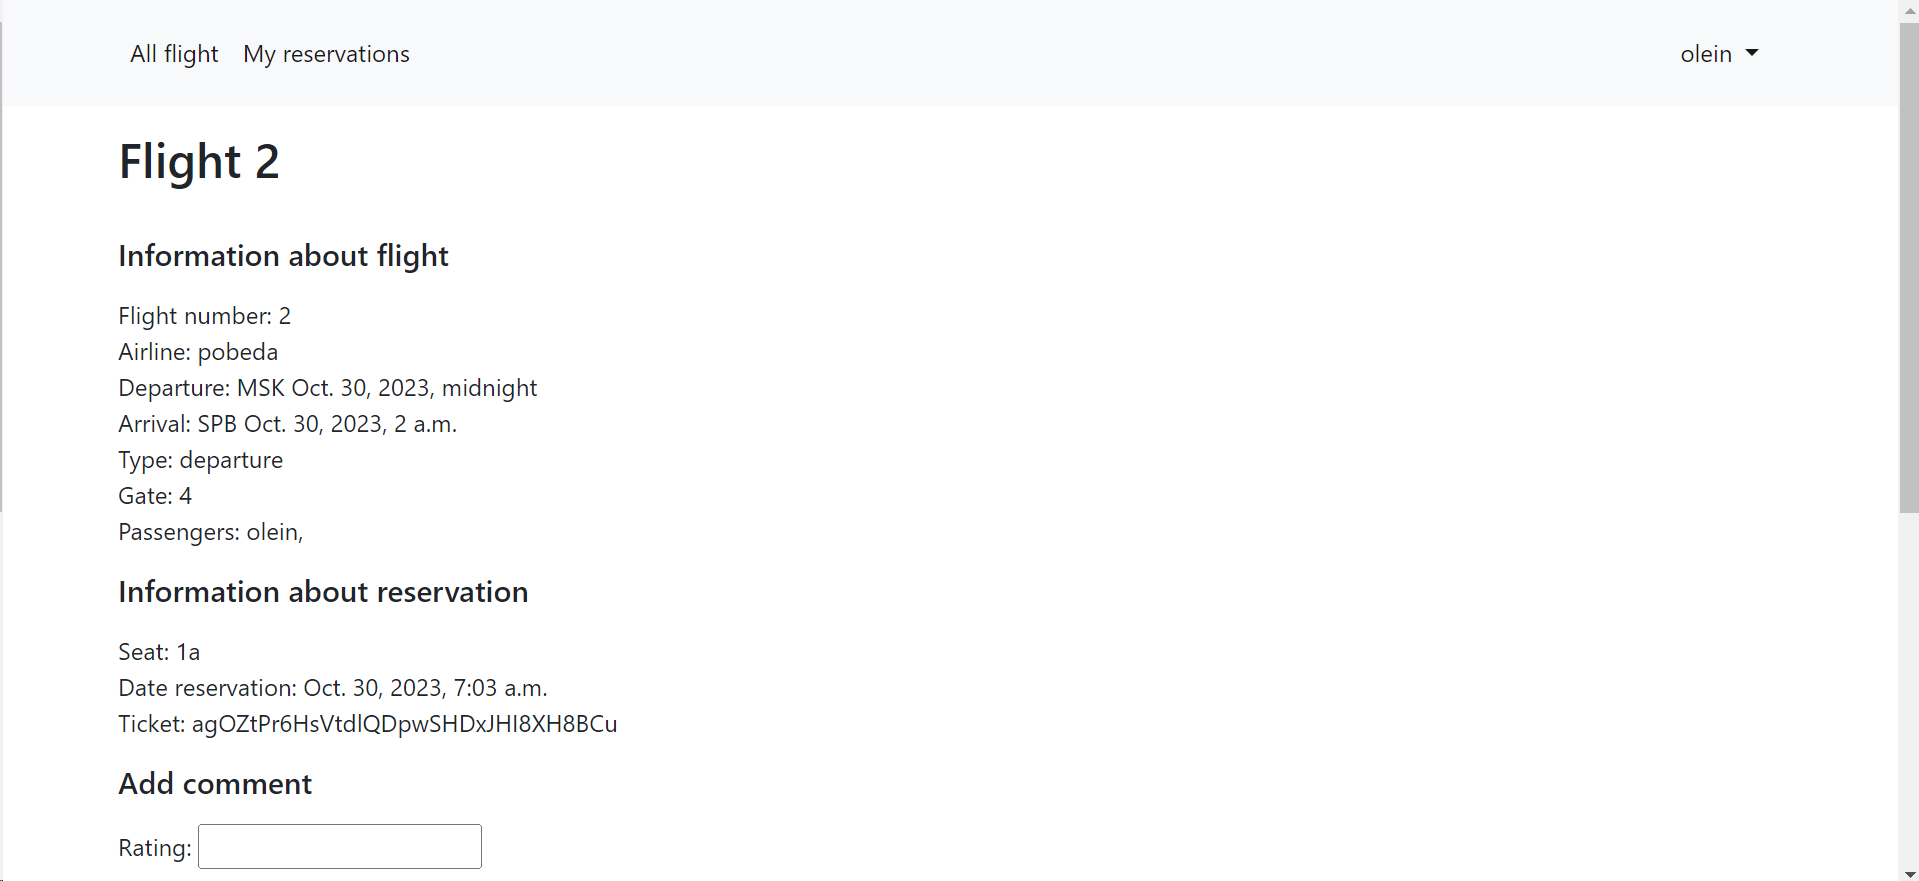 All flight My reservations olein
Flight 2
Information about flight
Flight number: 2
Airline: pobeda
Departure: MSK Oct. 30, 2023, midnight
Arrival: SPB Oct. 30, 2023, 2 a.m.
Type: departure
Gate: 4
Passengers: olein,
Information about reservation
Seat: 1a
Date reservation: Oct. 30, 2023, 7:03 a.m.
Ticket: agOZtPr6HsVtdlQDpwSHDxJHI8XH8BCu
Add comment
Rating: